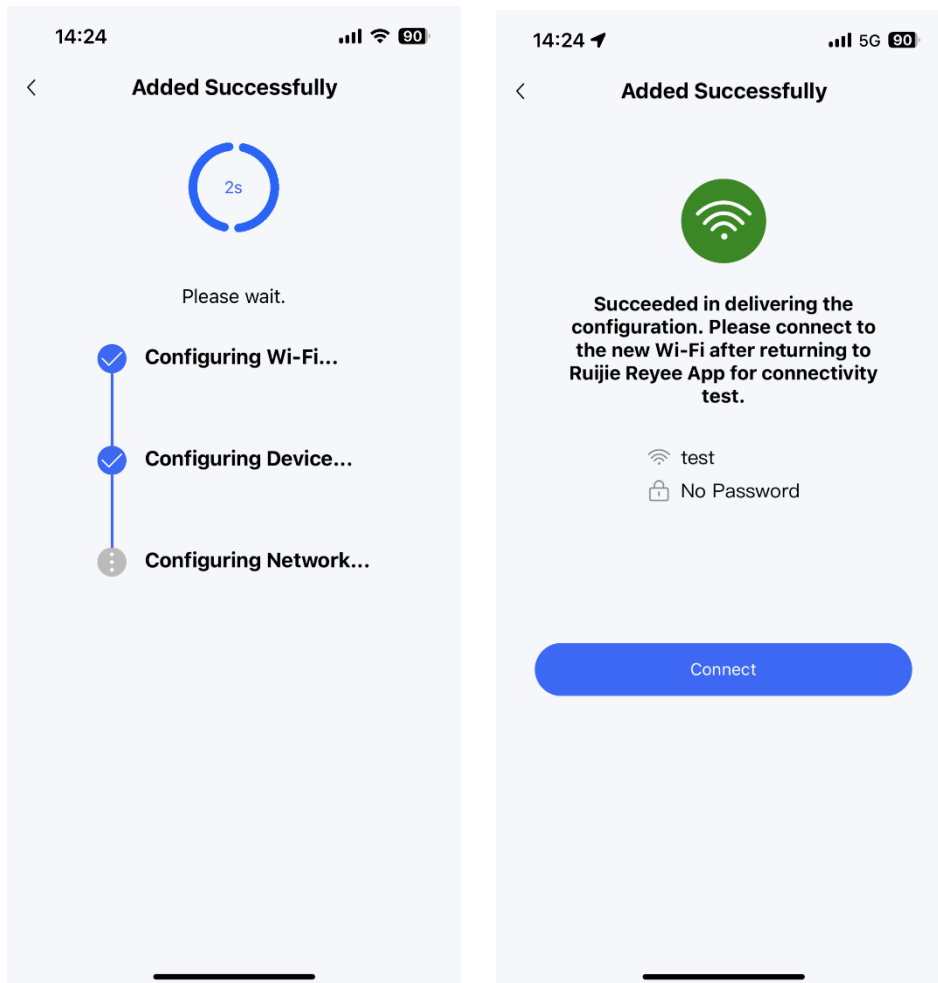 14:24
90
Added Successfully
2s
Please wait.
Configuring Wi-Fi...
Configuring Device...
Configuring Network...
14:24
5G 90
Added Successfully
Succeeded in delivering the
configuration. Please connect to
the new Wi-Fi after returning to
Ruijie Reyee App for connectivity
test.
test
No Password
Connect